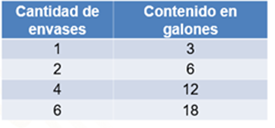 Cantidad de envases Contenido en galones
1 3
2 6
4 12
6 18